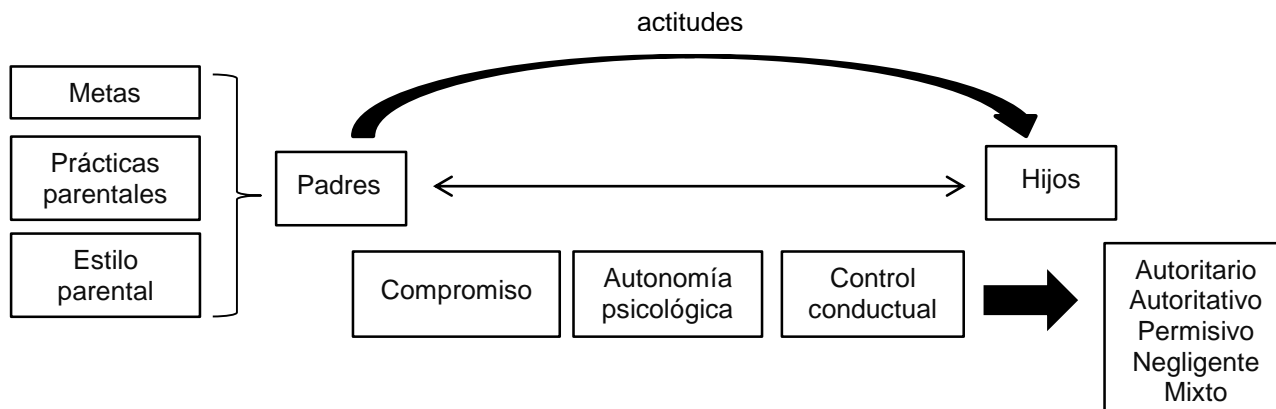 actitudes
Metas
Prácticas
parentales
Estilo
parental
Padres
Hijos
Compromiso
Autonomía
psicológica
Control
conductual
Autoritario
Autoritativo
Permisivo
Negligente
Mixto